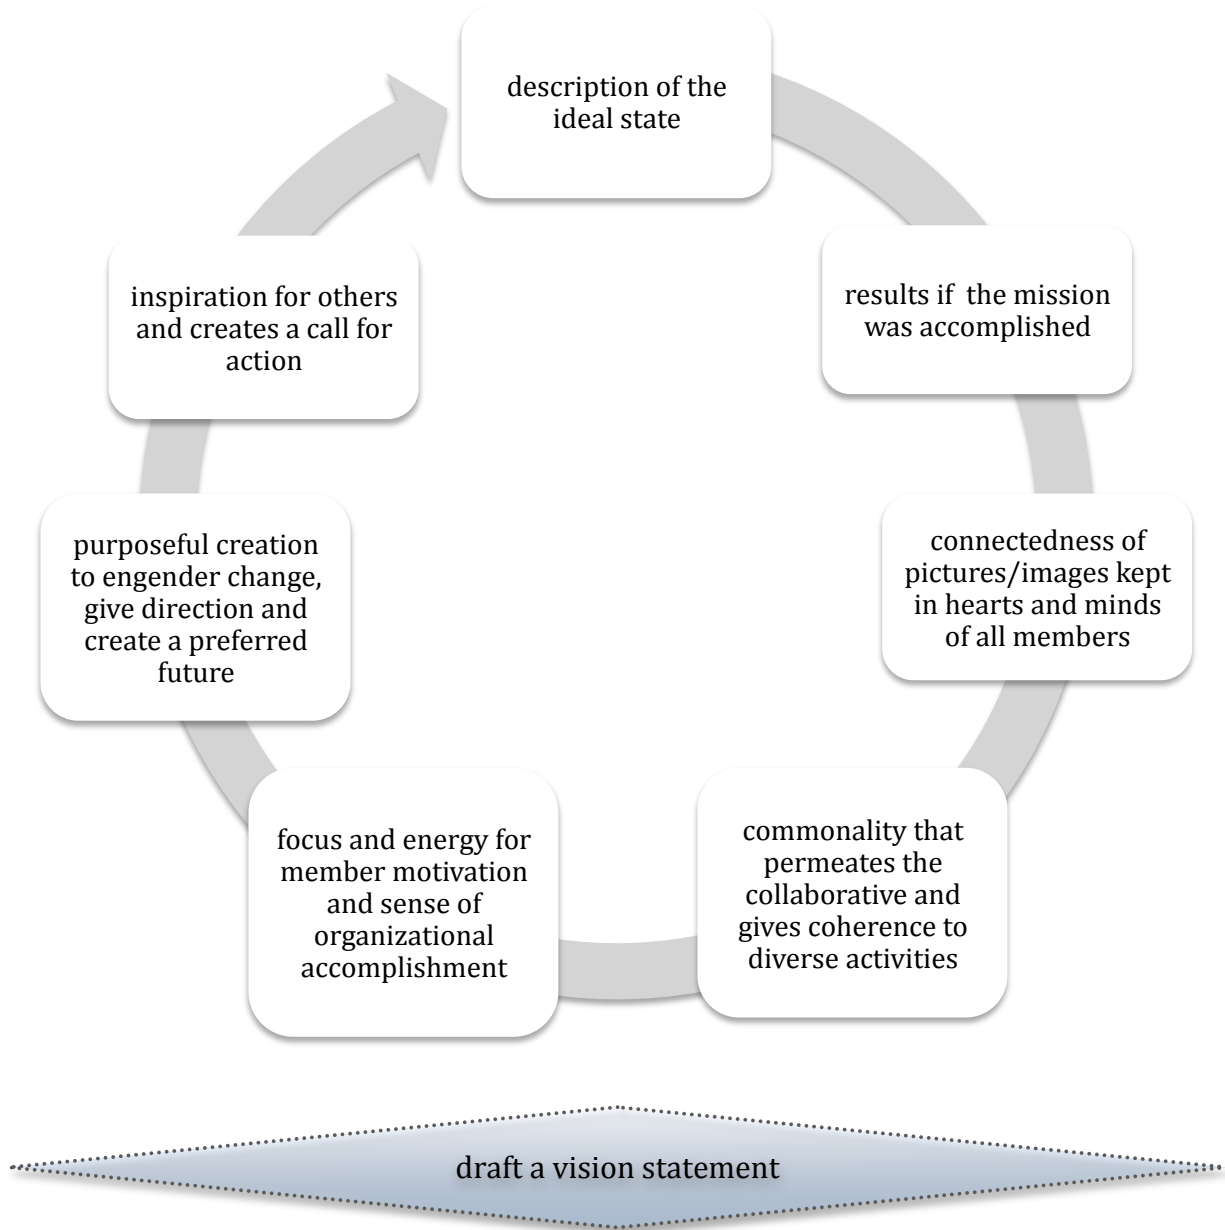 description of the
ideal state
results if  the mission
was accomplished
connectedness of
pictures/images kept
in hearts and minds
of all members
commonality that
permeates the
collaborative and
gives coherence to
diverse activities
focus and energy for
member motivation
and sense of
organizational
accomplishment
purposeful creation
to engender change,
give direction and
create a preferred
future
inspiration for others
and creates a call for
action
draft a vision statement